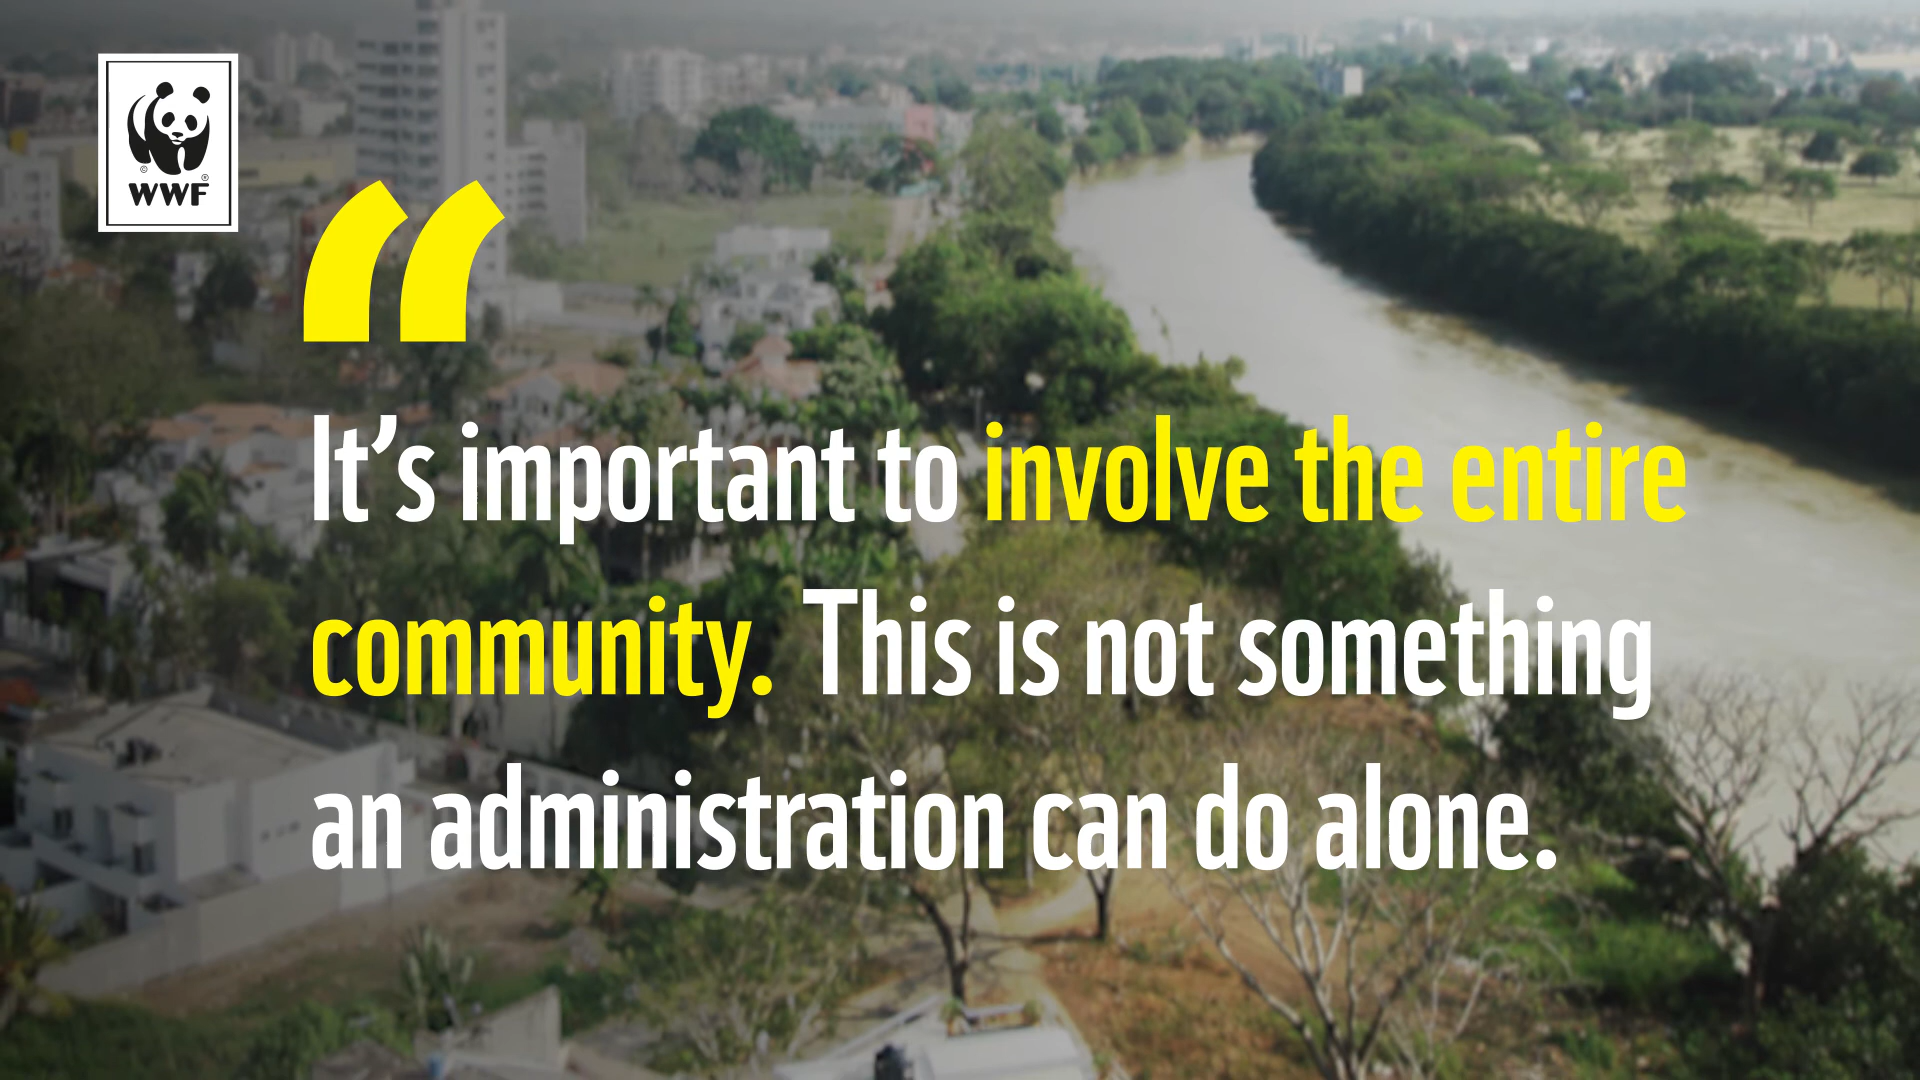 WWF
“
It’s important to involve the entire
community. This is not something
an administration can do alone.